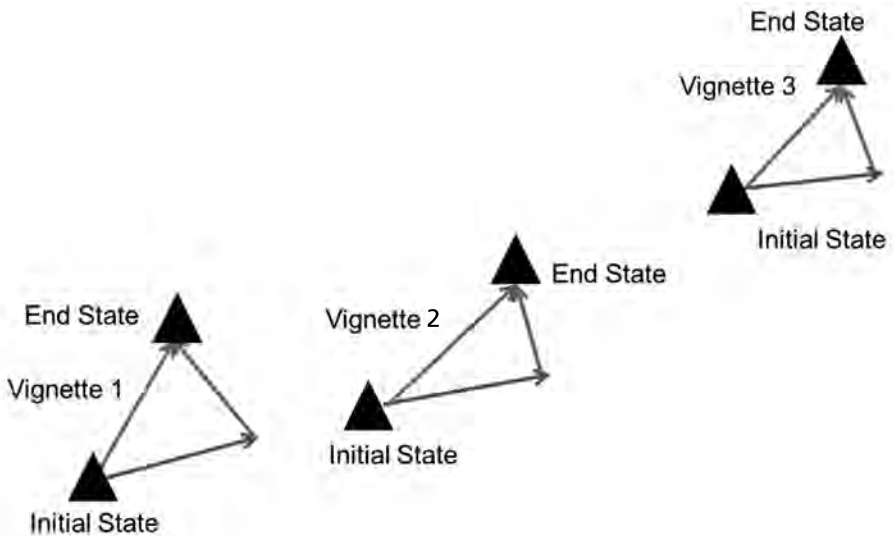 End State
Vignette 3
Initial State
End State
Vignette 2
Initial State
End State
Vignette 1
Initial State